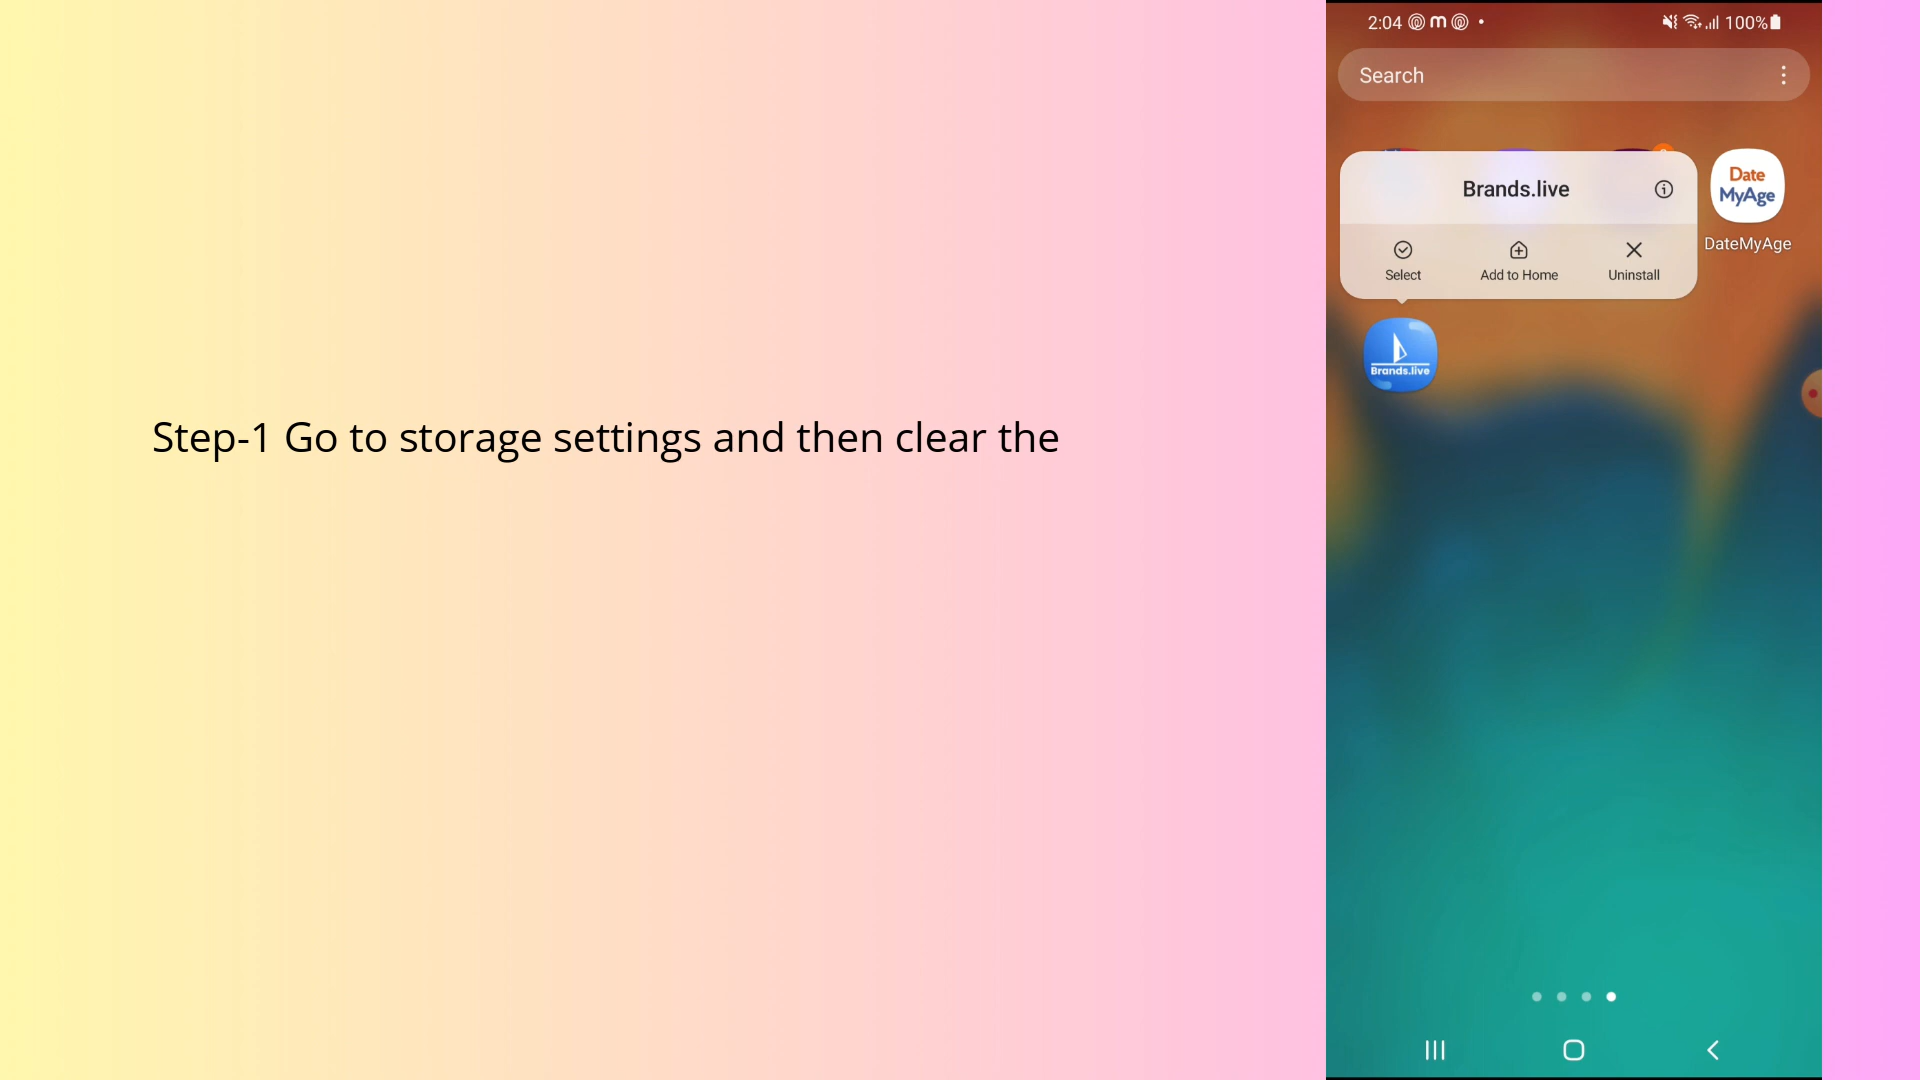 Step-1 Go to storage settings and then clear the
2:04
100%
Search
Brands.live
Select
Add to Home
Uninstall
Date
MyAge
DateMyAge
Brands.live